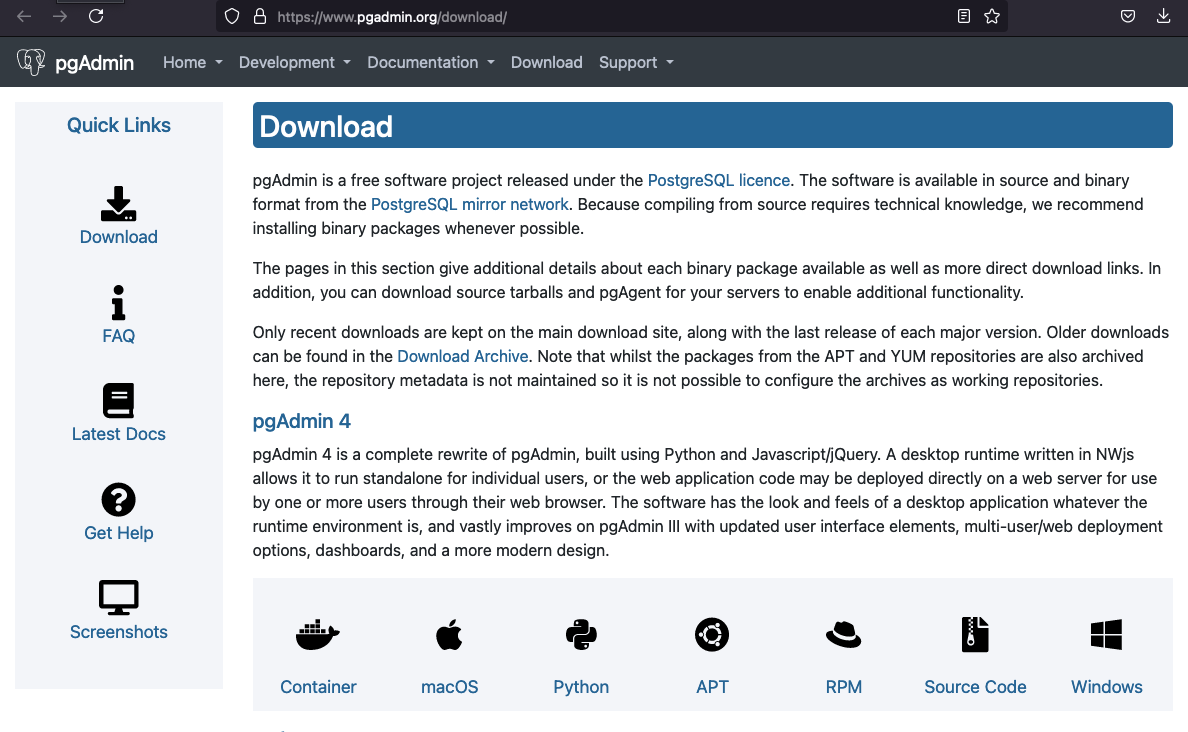 https://www.pgadmin.org/download/
pgAdmin Home Development Documentation Download Support
Quick Links
Download
FAQ
Latest Docs
Get Help
Screenshots
Download
pgAdmin is a free software project released under the PostgreSQL licence. The software is available in source and binary
format from the PostgreSQL mirror network. Because compiling from source requires technical knowledge, we recommend
installing binary packages whenever possible.
The pages in this section give additional details about each binary package available as well as more direct download links. In
addition, you can download source tarballs and pgAgent for your servers to enable additional functionality.
Only recent downloads are kept on the main download site, along with the last release of each major version. Older downloads
can be found in the Download Archive. Note that whilst the packages from the APT and YUM repositories are also archived
here, the repository metadata is not maintained so it is not possible to configure the archives as working repositories.
pgAdmin 4
pgAdmin 4 is a complete rewrite of pgAdmin, built using Python and Javascript/jQuery. A desktop runtime written in NWjs
allows it to run standalone for individual users, or the web application code may be deployed directly on a web server for use
by one or more users through their web browser. The software has the look and feels of a desktop application whatever the
runtime environment is, and vastly improves on pgAdmin III with updated user interface elements, multi-user/web deployment
options, dashboards, and a more modern design.
Container macOS Python APT RPM Source Code Windows